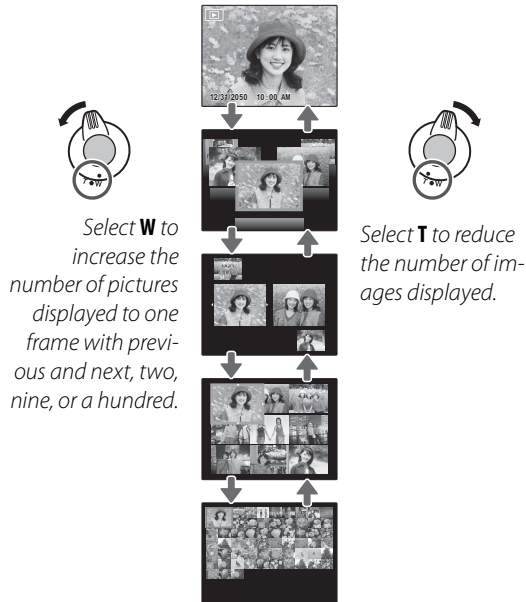 12/31/2050 10:00 AM
Select W to
increase the
number of pictures
displayed to one
frame with previ-
ous and next, two,
nine, or a hundred.
T W
Select T to reduce
the number of im-
ages displayed.
T W